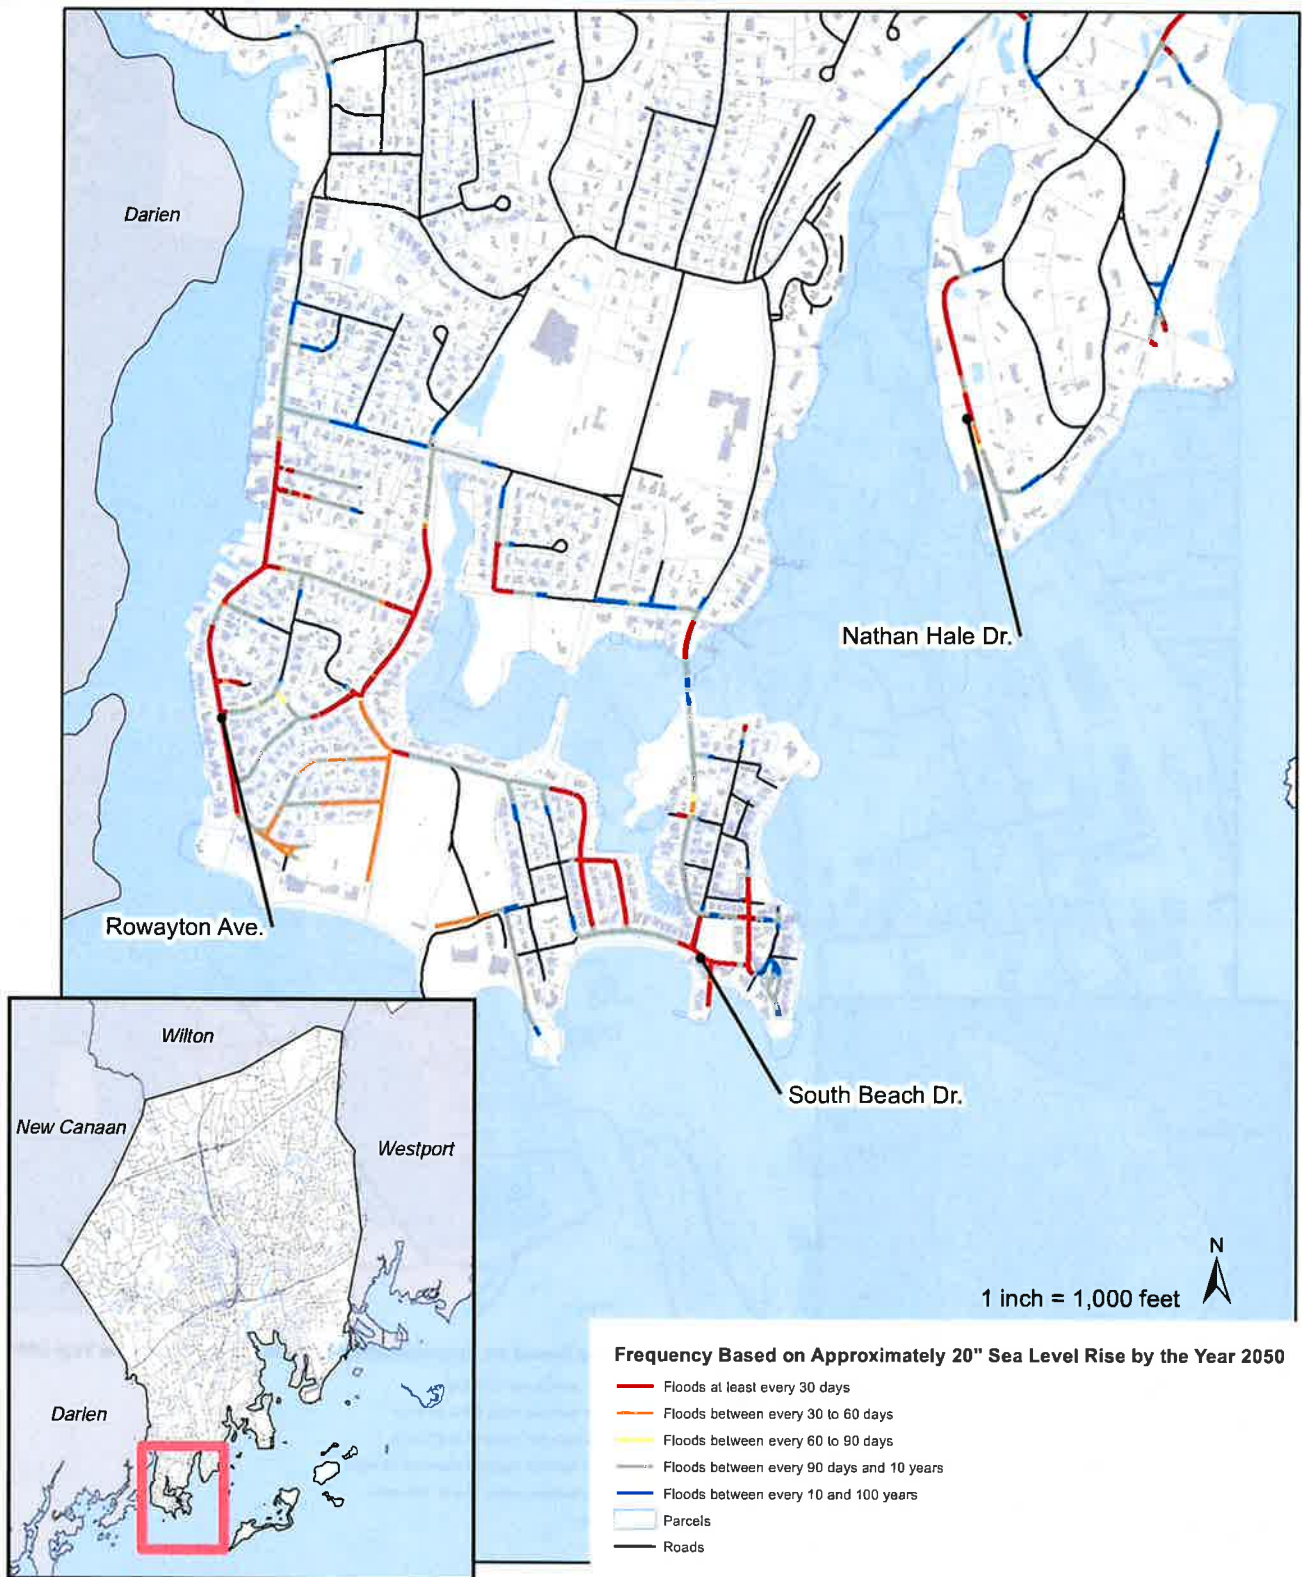 Darien
Nathan Hale Dr.
Rowayton Ave.
South Beach Dr.
Wilton
New Canaan
Westport
Darien
N
1 inch = 1,000 feet
Frequency Based on Approximately 20" Sea Level Rise by the Year 2050
Floods at least every 30 days
Floods between every 30 to 60 days
Floods between every 60 to 90 days
Floods between every 90 days and 10 years
Floods between every 10 and 100 years
Parcels
Roads